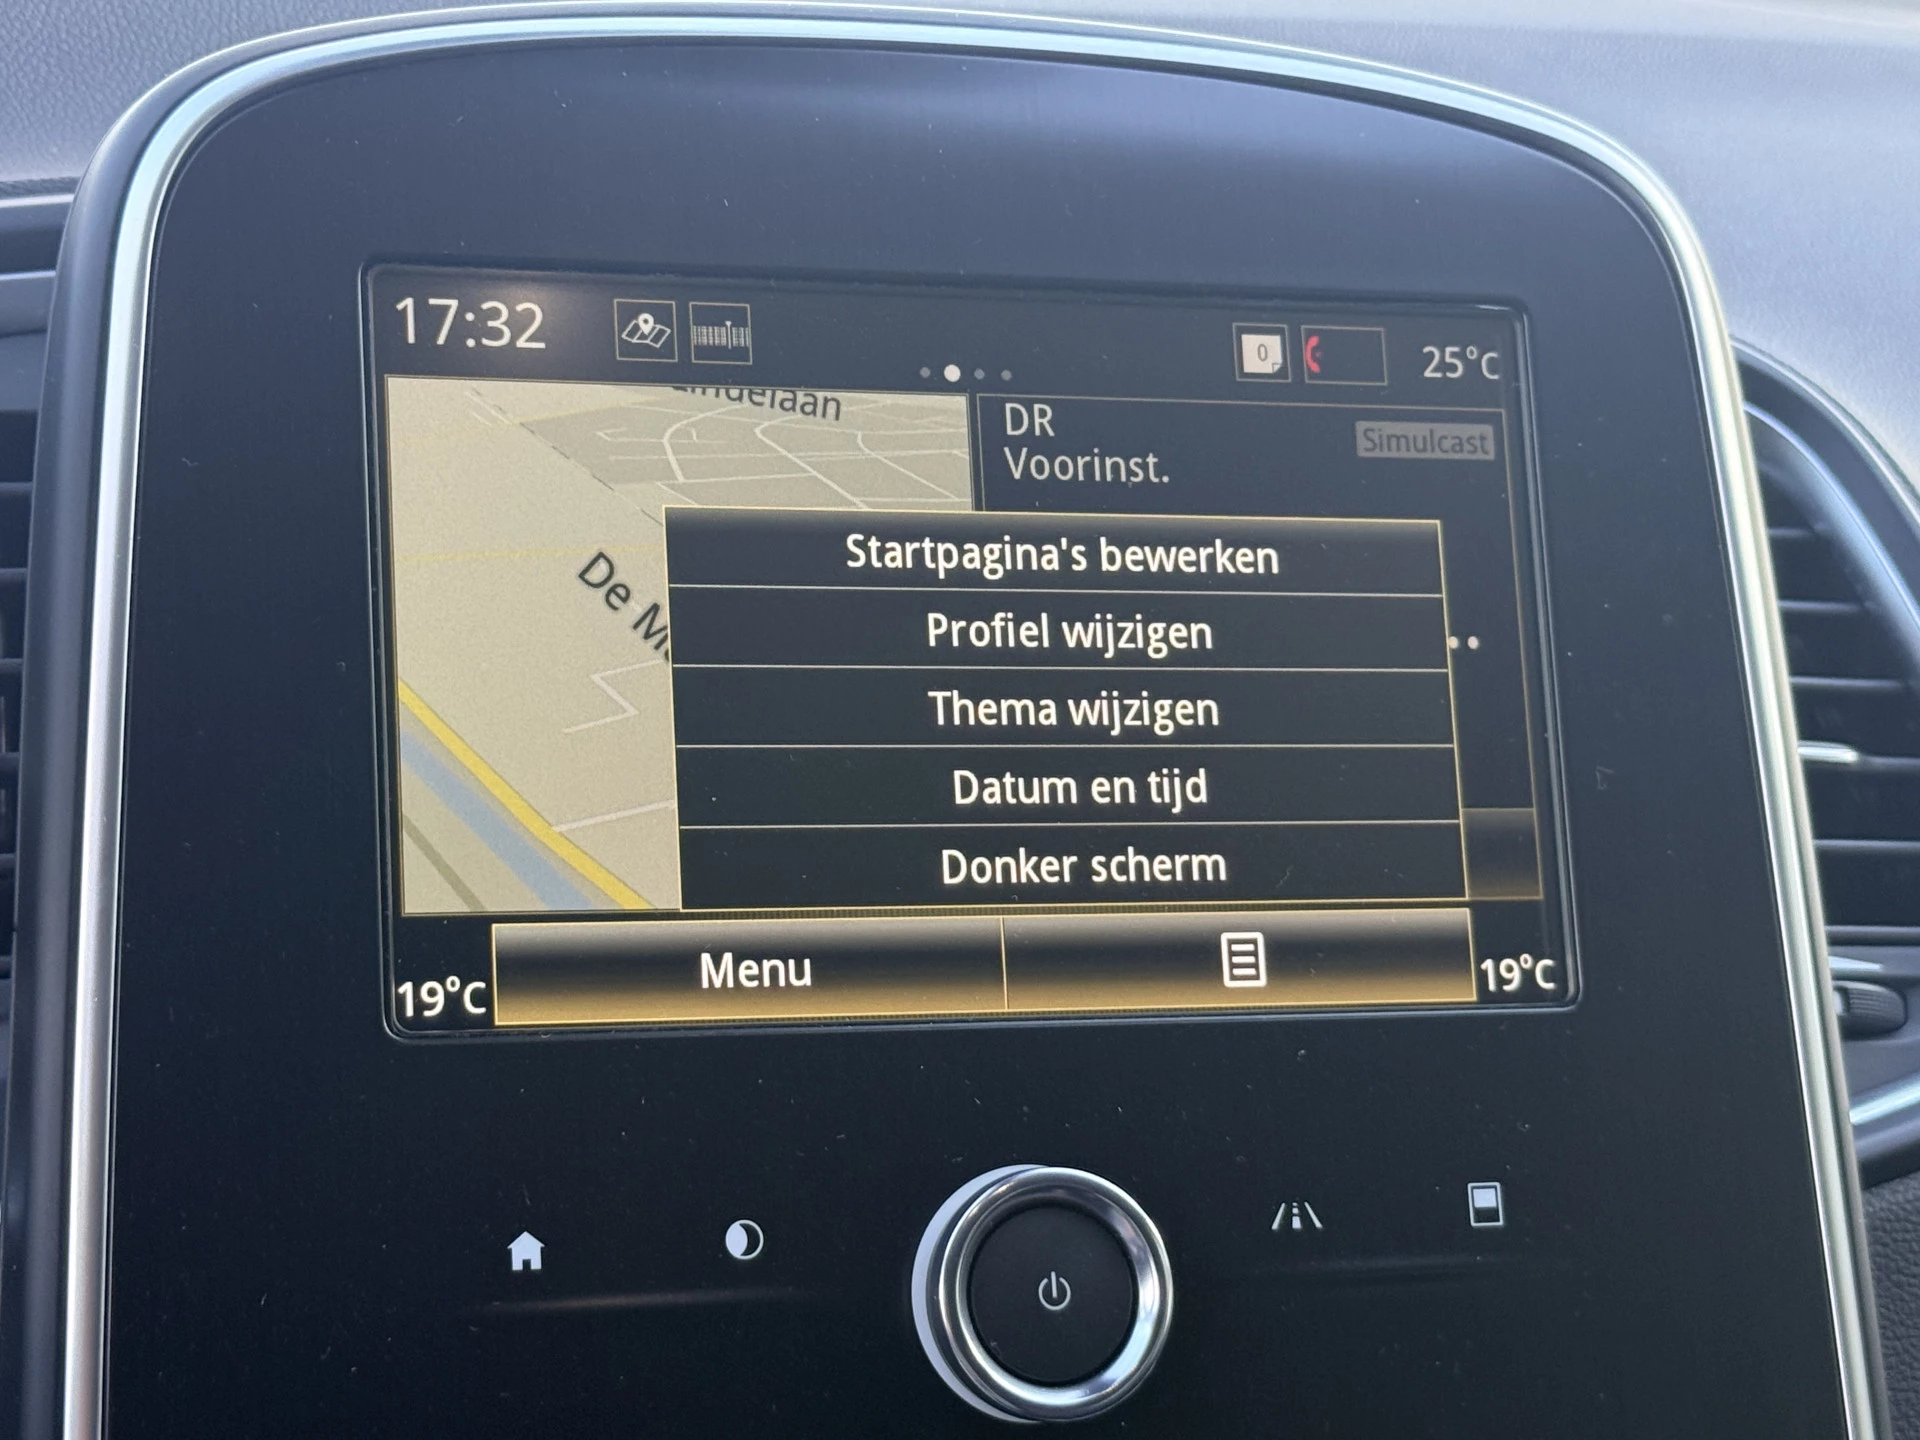 17:32
0
25°C
DR
Simulcast
Voorinst.
De
Startpagina's bewerken
Profiel wijzigen
Thema wijzigen
Datum en tijd
Donker scherm
19°C
Menu
19°C